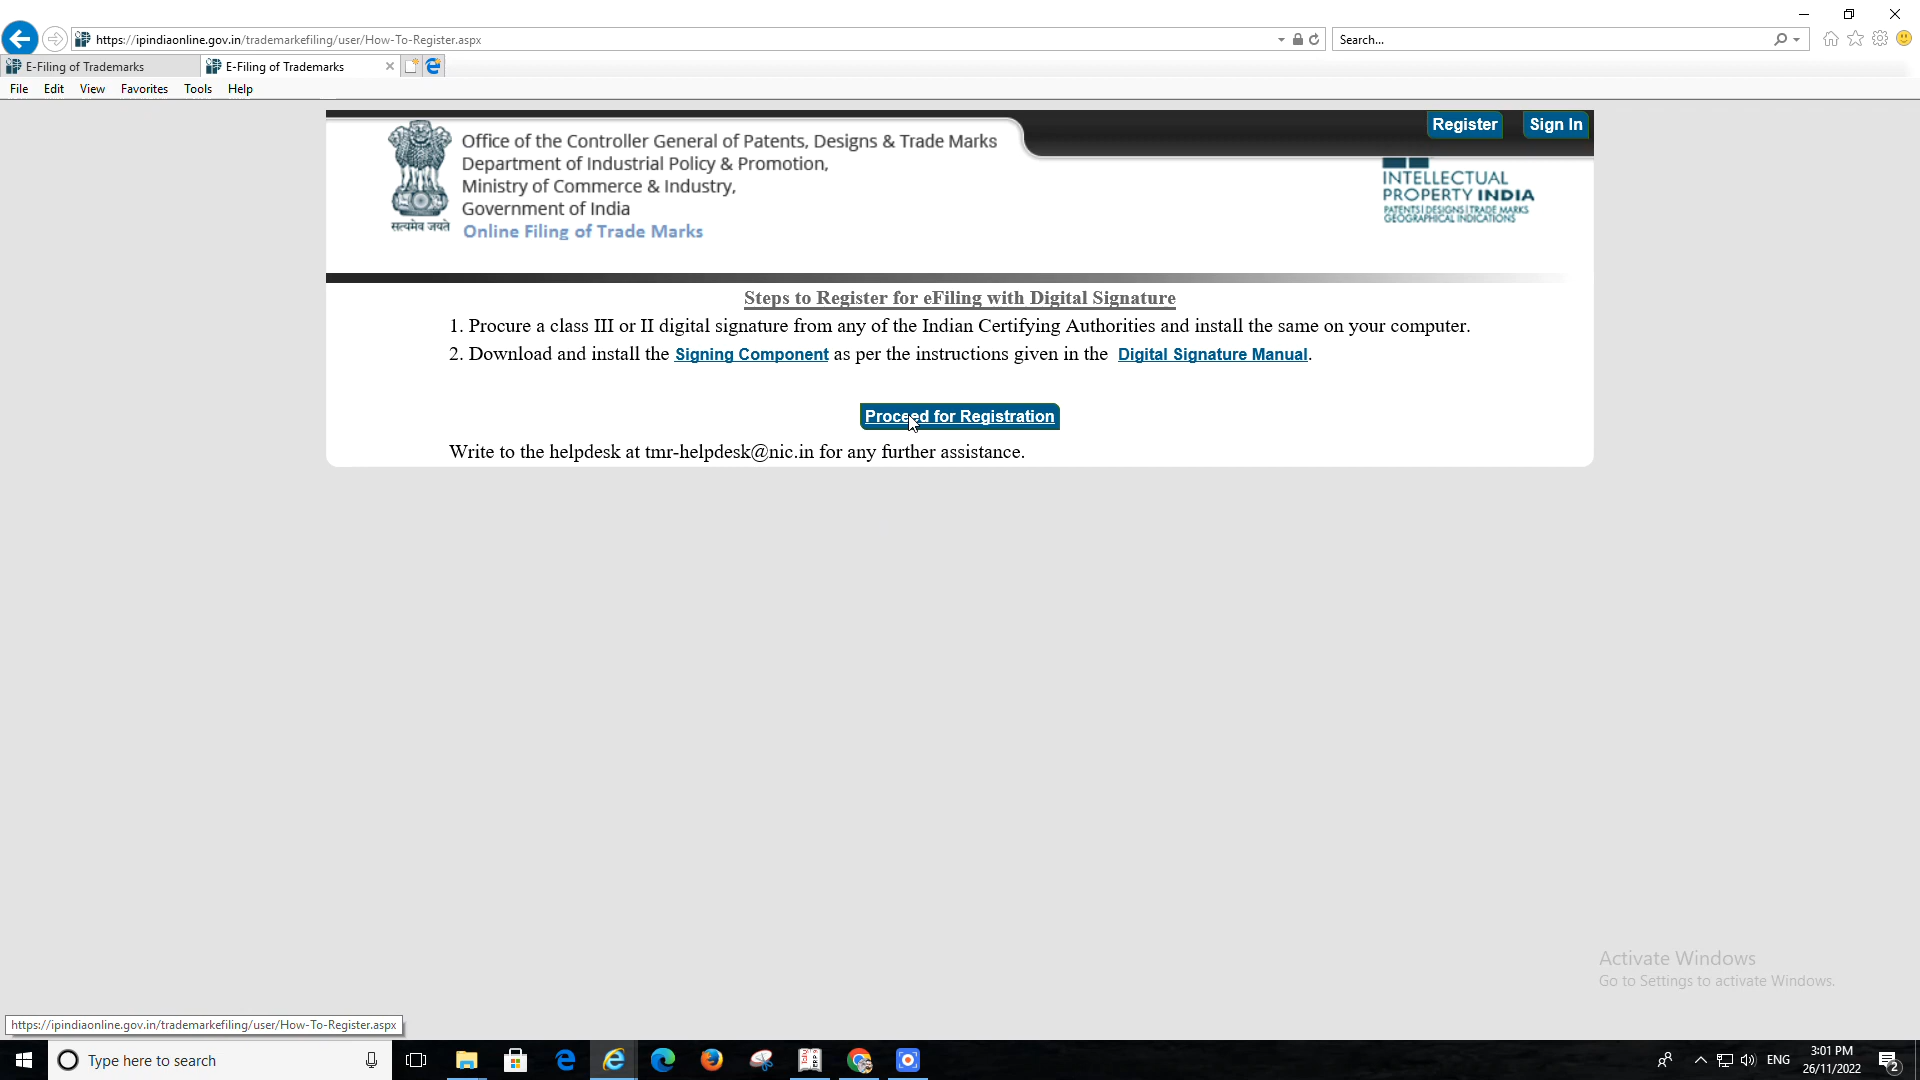 https://ipindiaonline.gov.in/trademarkefiling/user/How-To-Register.aspx
Search...
E-Filing of Trademarks
E-Filing of Trademarks
File Edit View Favorites Tools Help
Register Sign In
Office of the Controller General of Patents, Designs & Trade Marks
Department of Industrial Policy & Promotion,
Ministry of Commerce & Industry,
Government of India
सत्यमेव जयते
Online Filing of Trade Marks
INTELLECTUAL
PROPERTY INDIA
PATENTS | DESIGNS | TRADE MARKS
GEOGRAPHICAL INDICATIONS
Steps to Register for eFiling with Digital Signature
1. Procure a class III or II digital signature from any of the Indian Certifying Authorities and install the same on your computer.
2. Download and install the Signing Component as per the instructions given in the Digital Signature Manual.
Proceed for Registration
Write to the helpdesk at tmr-helpdesk@nic.in for any further assistance.
Activate Windows
Go to Settings to activate Windows.
https://ipindiaonline.gov.in/trademarkefiling/user/How-To-Register.aspx
Type here to search
ENG
3:01 PM
26/11/2022
2